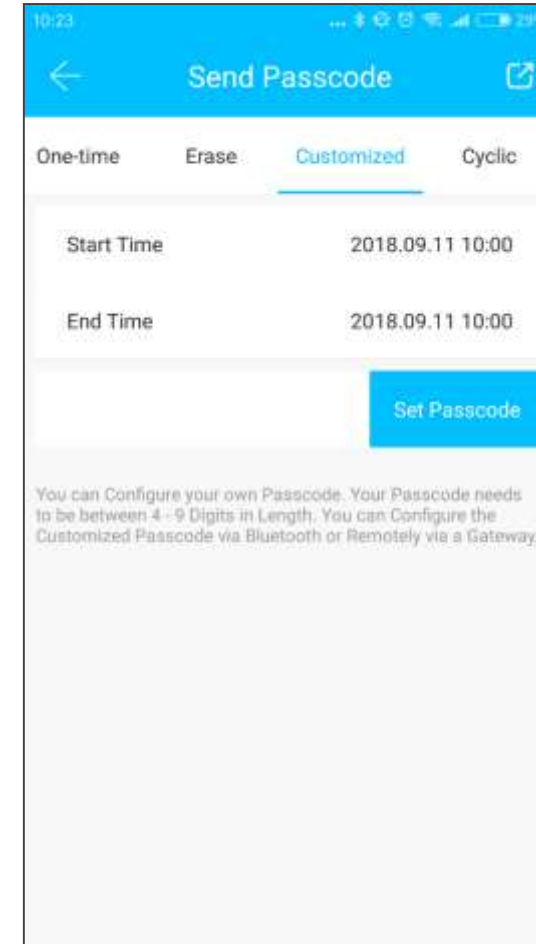 10:23 ... 29
Send Passcode
One-time Erase Customized Cyclic
Start Time 2018.09.11 10:00
End Time 2018.09.11 10:00
Set Passcode
You can Configure your own Passcode. Your Passcode needs
to be between 4 - 9 Digits in Length. You can Configure the
Customized Passcode via Bluetooth or Remotely via a Gateway.